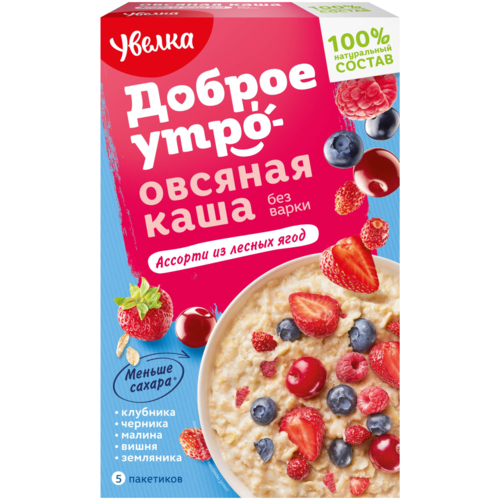 Увелка
100%
натуральный
СОСТАВ
Доброе
утро
овсяная
каша
без
варки
Ассорти из лесных ягод
Меньше
сахара*
• клубника
• черника
• малина
• вишня
• земляника
5 пакетиков